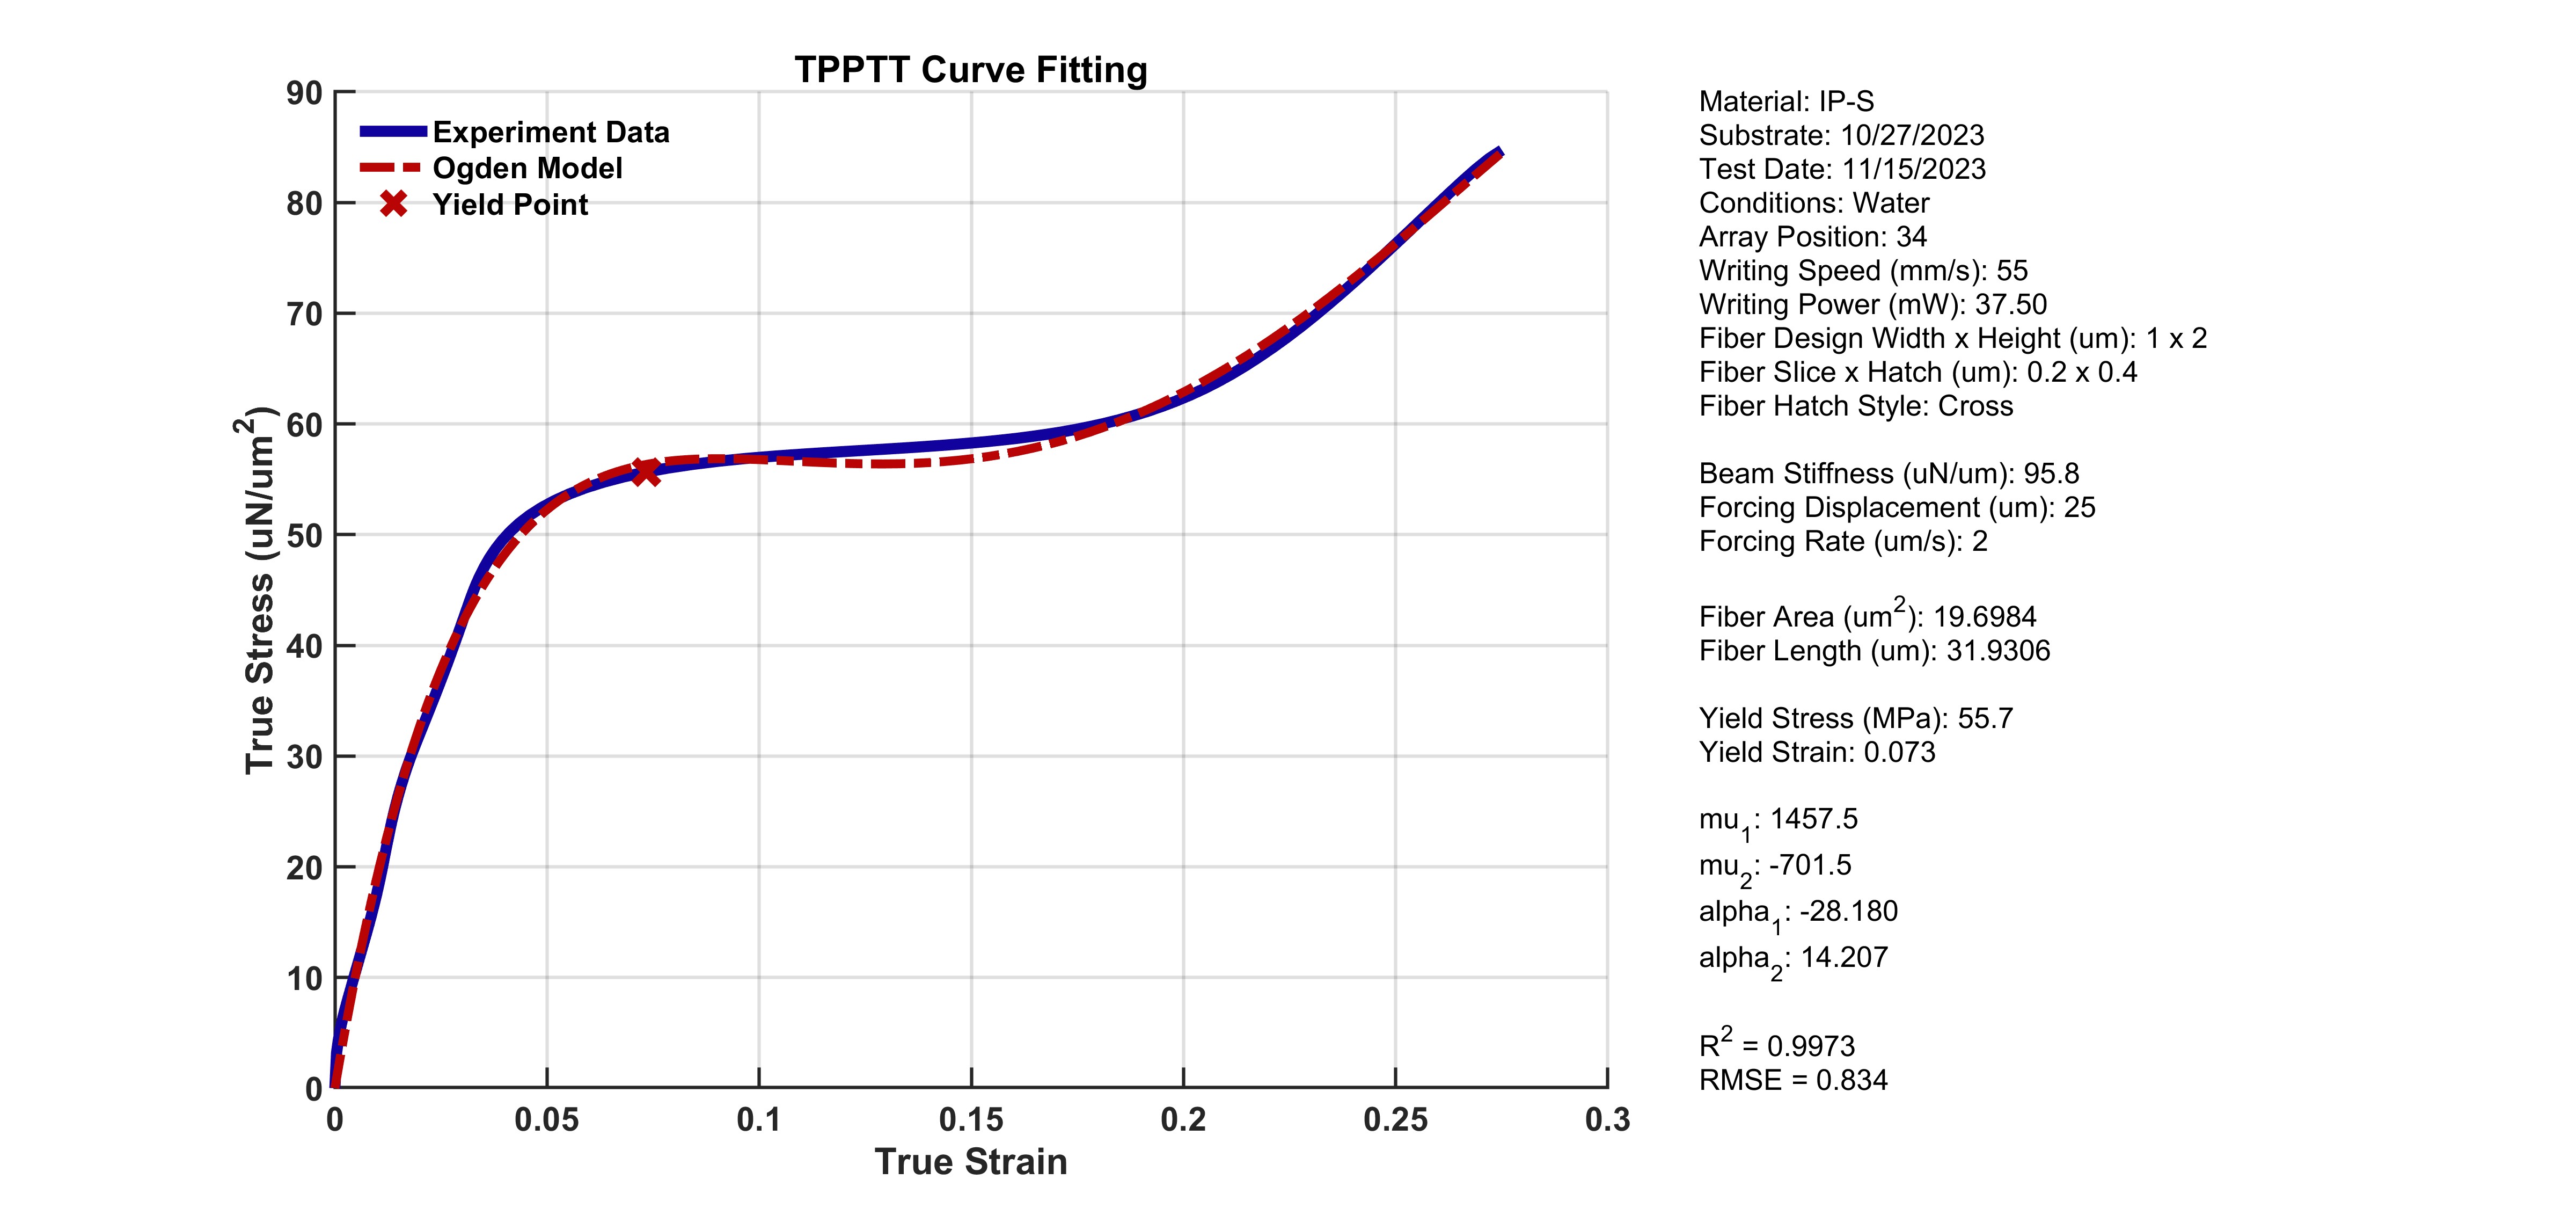 TPPTT Curve Fitting
90
80
70
60
50
40
30
20
10
0
True Stress (uN/um²)
Experiment Data
Ogden Model
Yield Point
0 0.05 0.1 0.15 0.2 0.25 0.3
True Strain
Material: IP-S
Substrate: 10/27/2023
Test Date: 11/15/2023
Conditions: Water
Array Position: 34
Writing Speed (mm/s): 55
Writing Power (mW): 37.50
Fiber Design Width x Height (um): 1 x 2
Fiber Slice x Hatch (um): 0.2 x 0.4
Fiber Hatch Style: Cross
Beam Stiffness (uN/um): 95.8
Forcing Displacement (um): 25
Forcing Rate (um/s): 2
Fiber Area (um²): 19.6984
Fiber Length (um): 31.9306
Yield Stress (MPa): 55.7
Yield Strain: 0.073
mu₁: 1457.5
mu₂: -701.5
alpha₁: -28.180
alpha₂: 14.207
R² = 0.9973
RMSE = 0.834